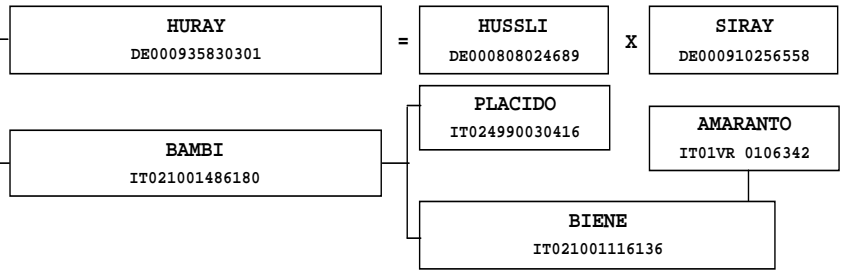 HURAY
DE000935830301
=
HUSSLI
DE000808024689
X
SIRAY
DE000910256558
PLACIDO
IT024990030416
AMARANTO
IT01VR 0106342
BAMBI
IT021001486180
BIENE
IT021001116136